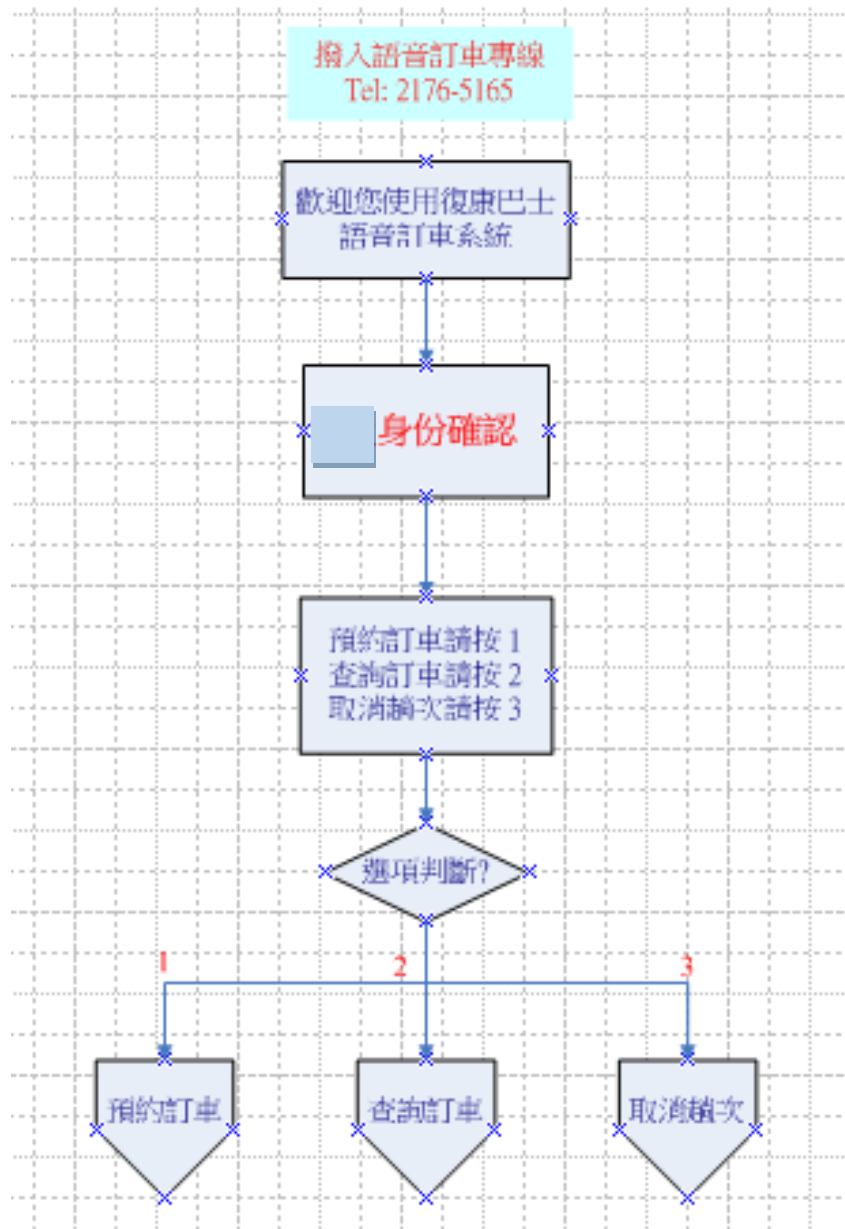 撥入語音訂車專線
Tel: 2176-5165
歡迎您使用復康巴士
語音訂車系統
身份確認
預約訂車請按 1
查詢訂車請按 2
取消趟次請按 3
選項判斷?
1
2
3
預約訂車
查詢訂車
取消趟次